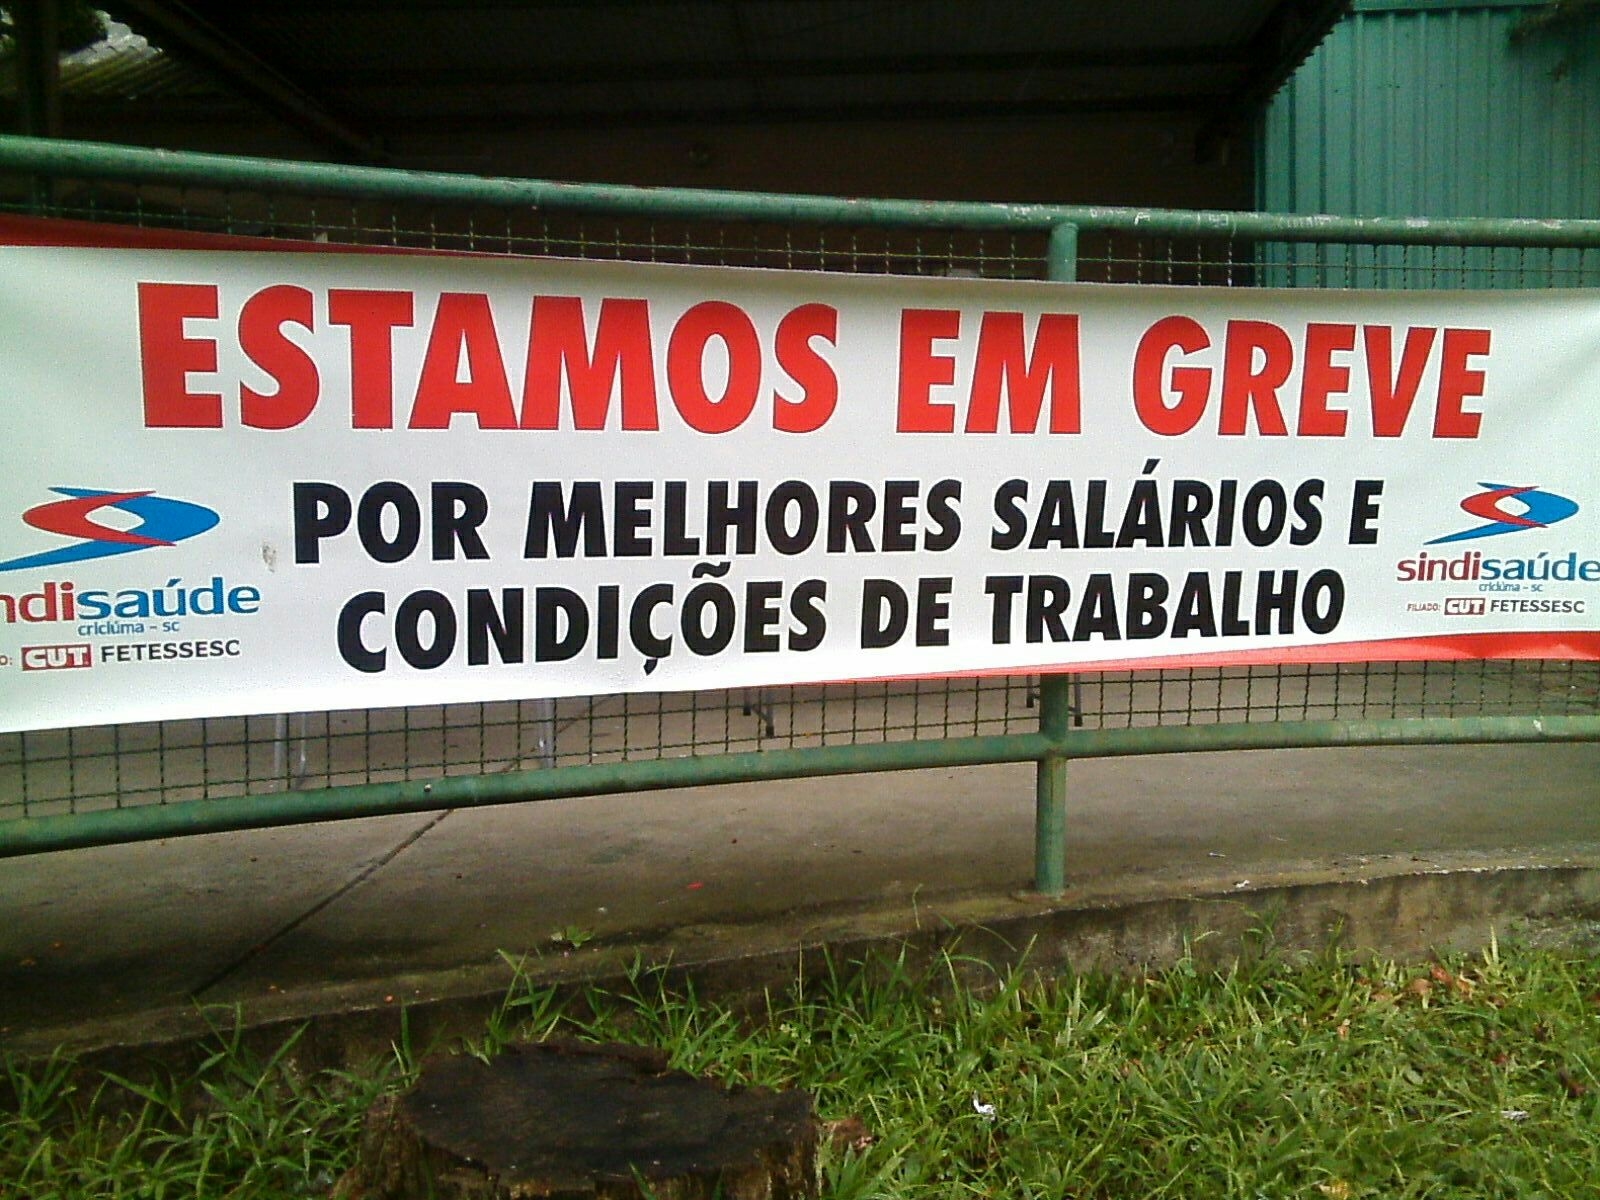 ESTAMOS EM GREVE
POR MELHORES SALÁRIOS E
CONDIÇÕES DE TRABALHO
ndisaúde
criciúma - SC
O: CUT FETESSESC
sindisaúde
criciúma - SC
FILIADO: CUT FETESSESC